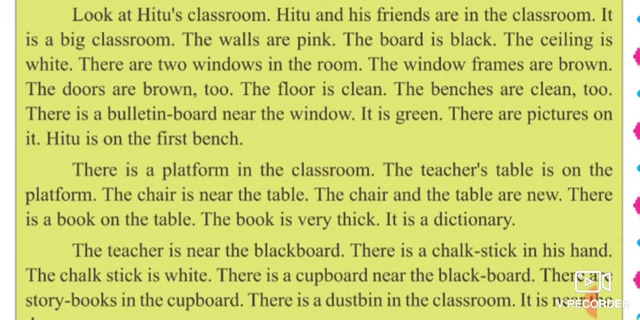 Look at Hitu's classroom. Hitu and his friends are in the classroom. It
is a big classroom. The walls are pink. The board is black. The ceiling is
white. There are two windows in the room. The window frames are brown.
The doors are brown, too. The floor is clean. The benches are clean, too.
There is a bulletin-board near the window. It is green. There are pictures on
it. Hitu is on the first bench.
There is a platform in the classroom. The teacher's table is on the
platform. The chair is near the table. The chair and the table are new. There
is a book on the table. The book is very thick. It is a dictionary.
The teacher is near the blackboard. There is a chalk-stick in his hand.
The chalk stick is white. There is a cupboard near the black-board. There are
story-books in the cupboard. There is a dustbin in the classroom. It is
V RECORDER